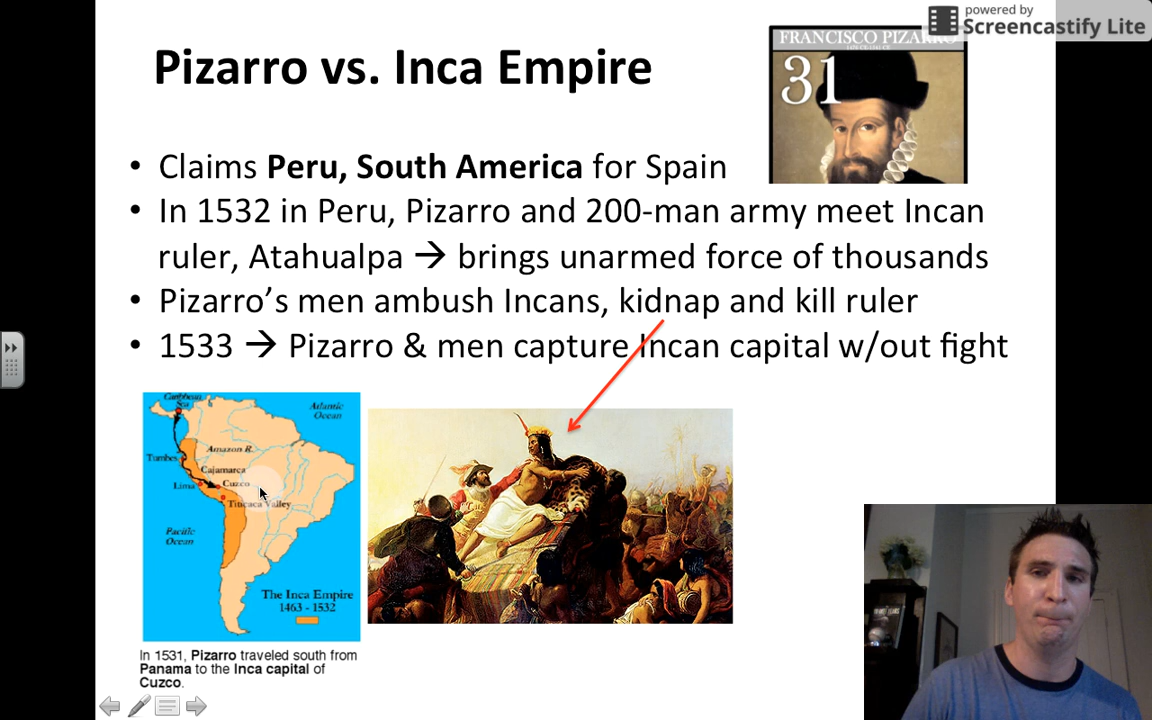 powered by
Screencastify Lite
Pizarro vs. Inca Empire
FRANCISCO PIZARRO
31
• Claims Peru, South America for Spain
• In 1532 in Peru, Pizarro and 200-man army meet Incan
ruler, Atahualpa → brings unarmed force of thousands
• Pizarro’s men ambush Incans, kidnap and kill ruler
• 1533 → Pizarro & men capture Incan capital w/out fight
Caribbean
Sea
Atlantic
Ocean
Amazon R.
Tumbes
Cajamarca
Lima
Cuzco
Titicaca Valley
Pacific
Ocean
The Inca Empire
1463 - 1532
In 1531, Pizarro traveled south from
Panama to the Inca capital of
Cuzco.